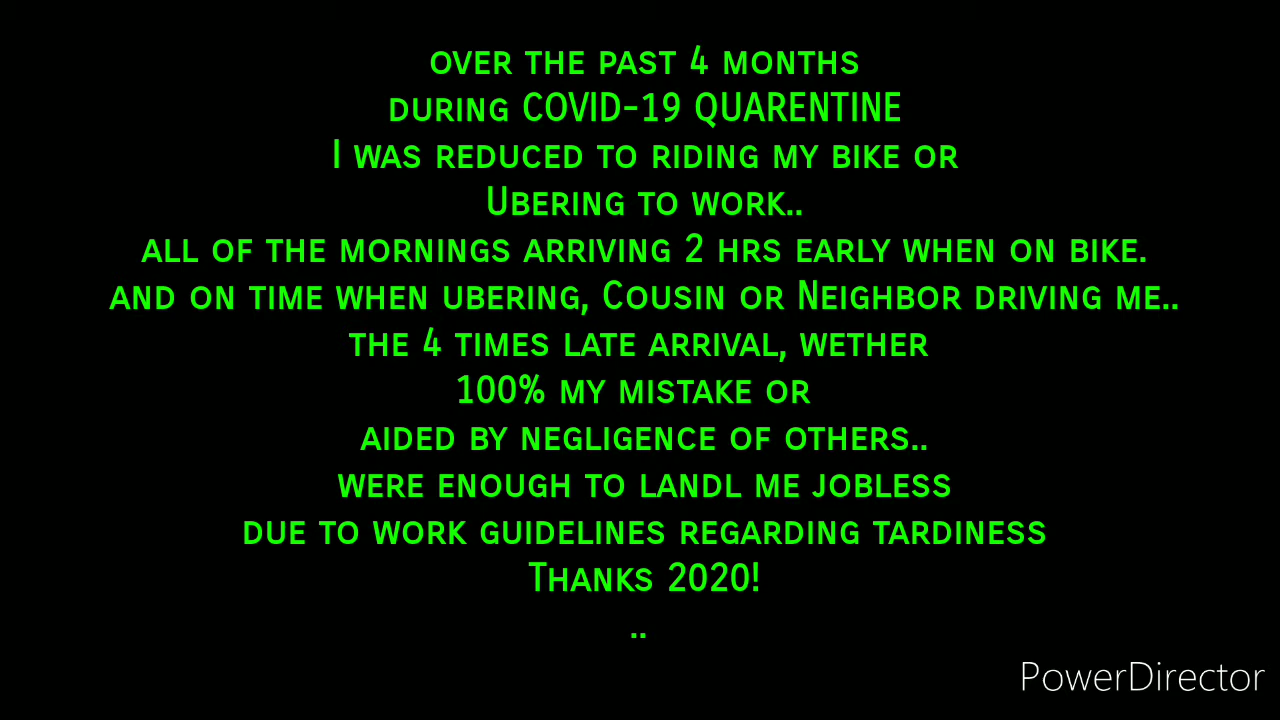 over the past 4 months
during COVID-19 QUARENTINE
I was reduced to riding my bike or
Ubering to work..
all of the mornings arriving 2 hrs early when on bike.
and on time when ubering, Cousin or Neighbor driving me..
the 4 times late arrival, wether
100% my mistake or
aided by negligence of others..
were enough to landl me jobless
due to work guidelines regarding tardiness
Thanks 2020!
..
PowerDirector